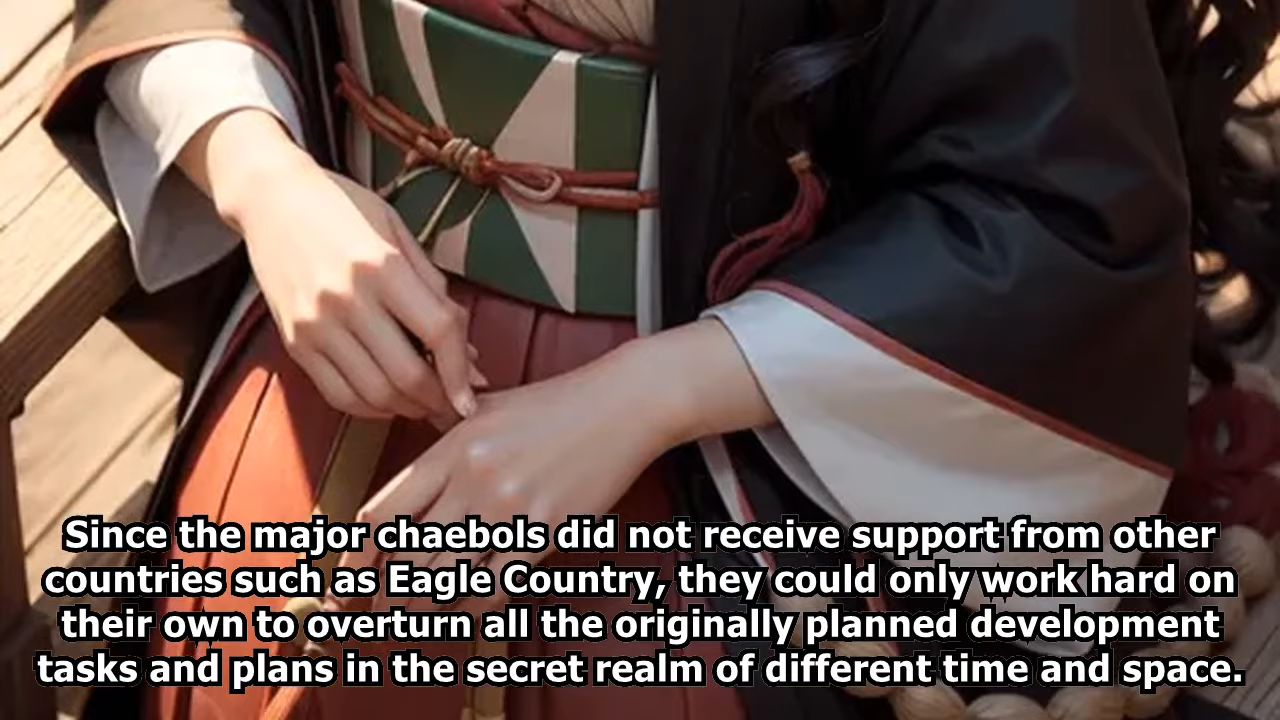 Since the major chaebols did not receive support from other
countries such as Eagle Country, they could only work hard on
their own to overturn all the originally planned development
tasks and plans in the secret realm of different time and space.